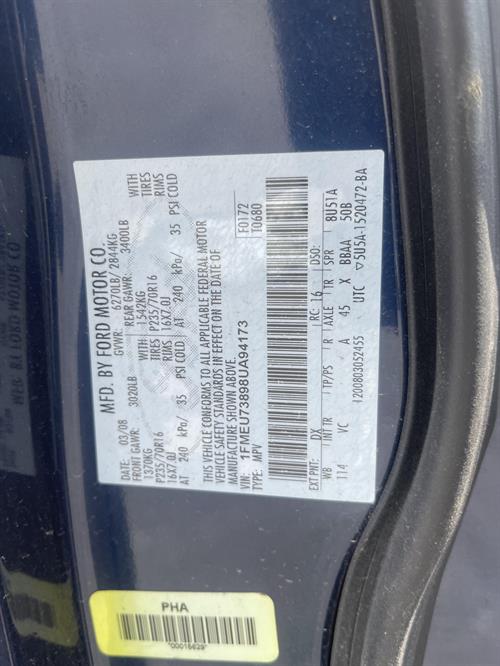 MFD. BY FORD MOTOR CO.
DATE: 03/08 GVWR: 6270LB/ 2844KG
FRONT GAWR: 3020LB REAR GAWR: 3400LB
1370KG WITH 1542KG WITH
P235/70R16 TIRES P235/70R16 TIRES
16X7.0J RIMS 16X7.0J RIMS
AT 240 kPa/ 35 PSI COLD AT 240 kPa/ 35 PSI COLD
THIS VEHICLE CONFORMS TO ALL APPLICABLE FEDERAL MOTOR
VEHICLE SAFETY STANDARDS IN EFFECT ON THE DATE OF
MANUFACTURE SHOWN ABOVE.
VIN: 1FMEU73898UA94173 F0172
TYPE: MPV T0680
EXT PNT: DX RC: 16 DSO:
WB INT TR TP/PS R AXLE TR SPR 8U51A
114 VC A 45 X BBAA 50B
UTC ▽5U5A-1520472-BA
1200803052455
PHA
*00015629*